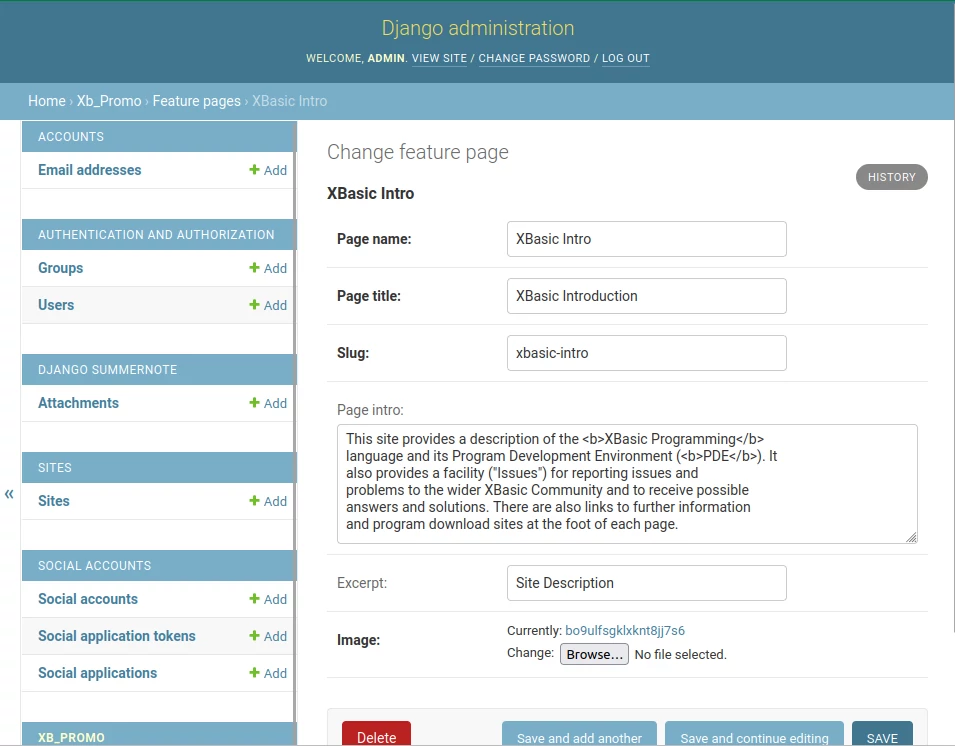 Django administration
WELCOME, ADMIN. VIEW SITE / CHANGE PASSWORD / LOG OUT
Home › Xb_Promo › Feature pages › XBasic Intro
ACCOUNTS
Email addresses + Add
AUTHENTICATION AND AUTHORIZATION
Groups + Add
Users + Add
DJANGO SUMMERNOTE
Attachments + Add
SITES
Sites + Add
SOCIAL ACCOUNTS
Social accounts + Add
Social application tokens + Add
Social applications + Add
XB_PROMO
«
Change feature page
HISTORY
XBasic Intro
Page name: XBasic Intro
Page title: XBasic Introduction
Slug: xbasic-intro
Page intro:
This site provides a description of the <b>XBasic Programming</b>
language and its Program Development Environment (<b>PDE</b>). It
also provides a facility ("Issues") for reporting issues and
problems to the wider XBasic Community and to receive possible
answers and solutions. There are also links to further information
and program download sites at the foot of each page.
Excerpt: Site Description
Image: Currently: bo9ulfsgklxknt8jj7s6
Change: Browse... No file selected.
Delete Save and add another Save and continue editing SAVE